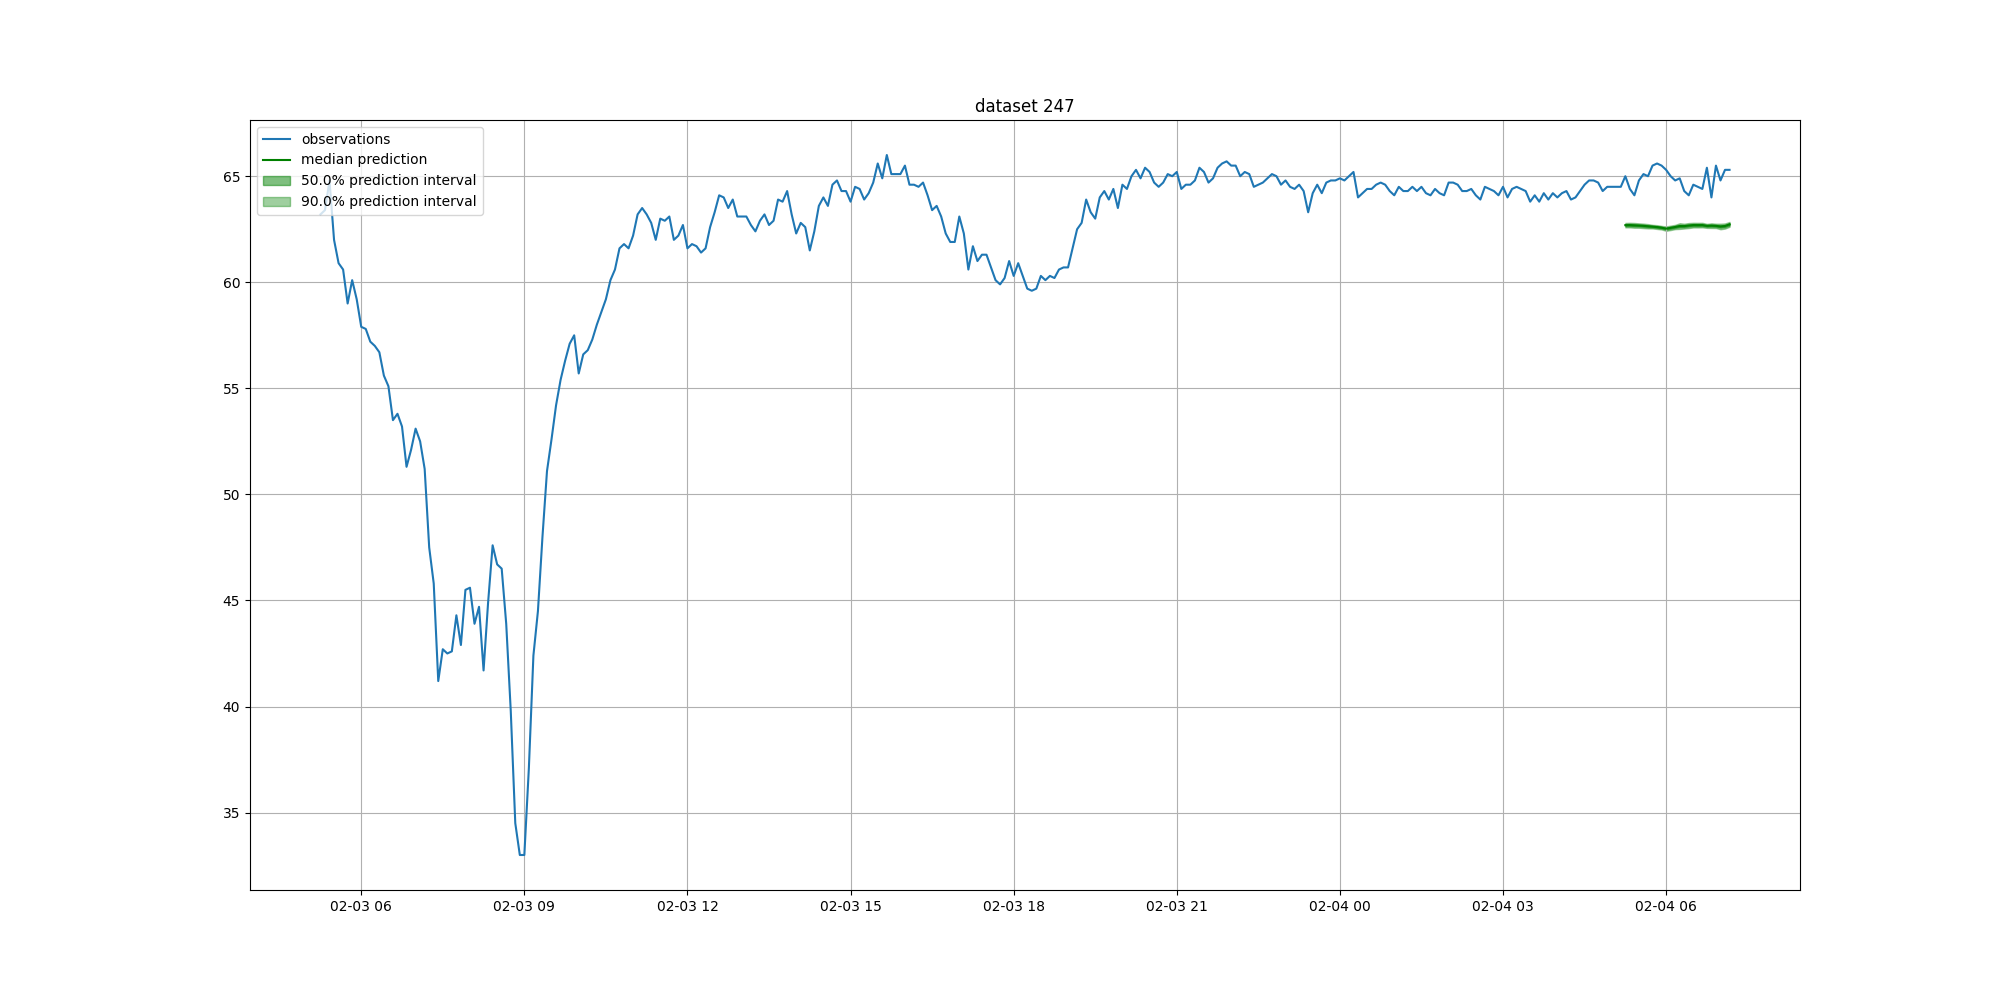 dataset 247
observations
median prediction
50.0% prediction interval
90.0% prediction interval
65
60
55
50
45
40
35
02-03 06 02-03 09 02-03 12 02-03 15 02-03 18 02-03 21 02-04 00 02-04 03 02-04 06